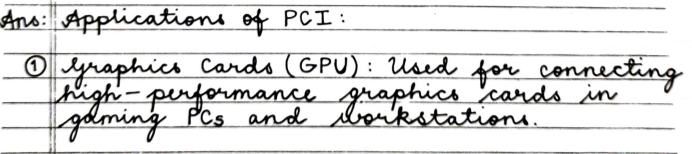 Ans: Applications of PCI:
① Graphics Cards (GPU): Used for connecting
high-performance graphics cards in
gaming PCs and workstations.